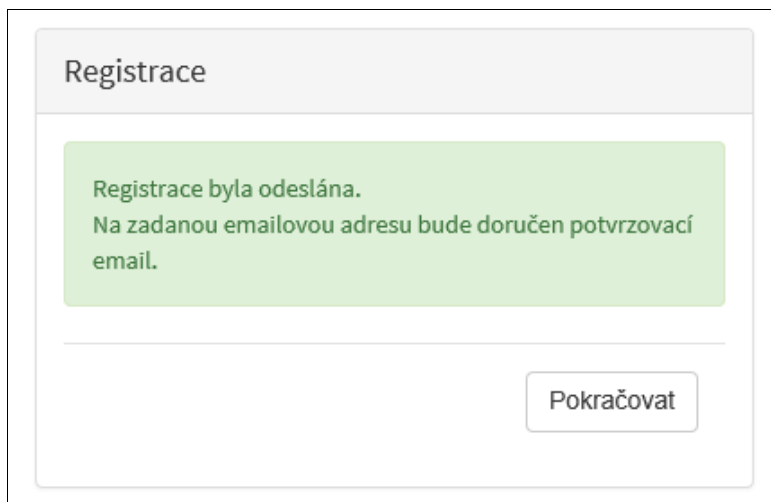 Registrace
Registrace byla odeslána.
Na zadanou emailovou adresu bude doručen potvrzovací
email.
Pokračovat